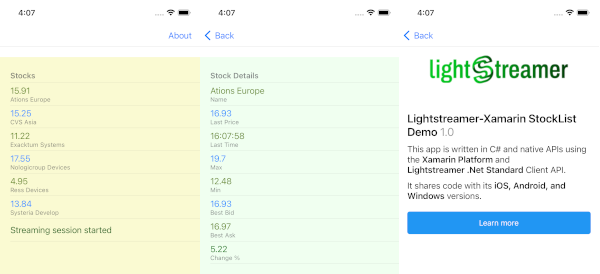 4:07
About
Stocks
15.91
Ations Europe
15.25
CVS Asia
11.22
Exacktum Systems
17.55
Nologicroup Devices
4.95
Ress Devices
13.84
Systeria Develop
Streaming session started
4:07
Back
Stock Details
Ations Europe
Name
16.93
Last Price
16:07:58
Last Time
19.7
Max
12.48
Min
16.93
Best Bid
16.97
Best Ask
5.22
Change %
4:07
Back
lightstreamer
Lightstreamer-Xamarin StockList
Demo 1.0
This app is written in C# and native APIs using
the Xamarin Platform and
Lightstreamer .Net Standard Client API.
It shares code with its iOS, Android, and
Windows versions.
Learn more